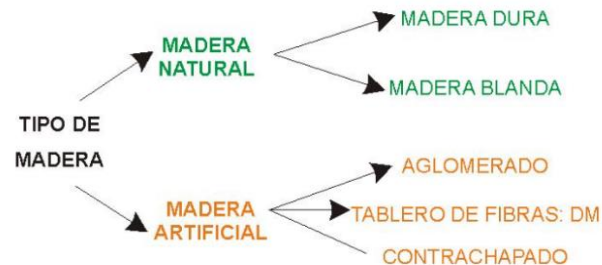 TIPO DE
MADERA
MADERA
NATURAL
MADERA DURA
MADERA BLANDA
MADERA
ARTIFICIAL
AGLOMERADO
TABLERO DE FIBRAS: DM
CONTRACHAPADO